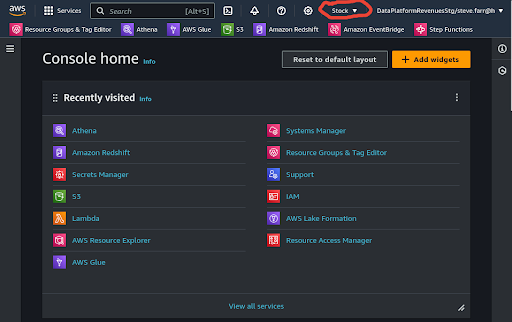 aws Services Search [Alt+S] Stock ▼ DataPlatformRevenuesStg/steve.farr@h
Resource Groups & Tag Editor Athena AWS Glue S3 Amazon Redshift Amazon EventBridge Step Functions
Console home Info
Reset to default layout
+ Add widgets
Recently visited Info
Athena
Amazon Redshift
Secrets Manager
S3
Lambda
AWS Resource Explorer
AWS Glue
Systems Manager
Resource Groups & Tag Editor
Support
IAM
AWS Lake Formation
Resource Access Manager
View all services